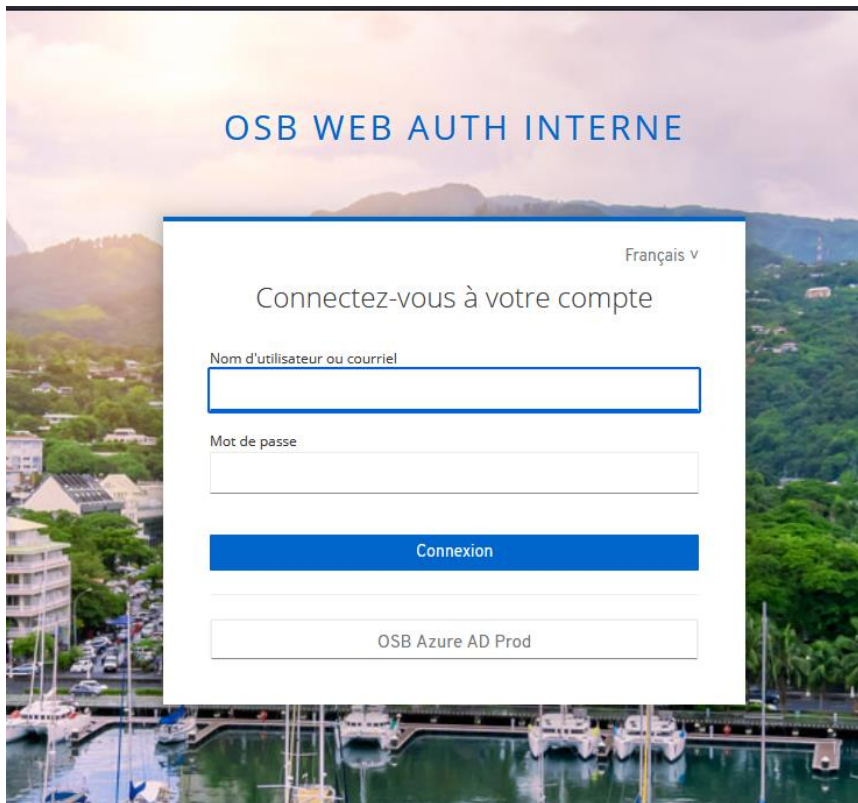 OSB WEB AUTH INTERNE
Français
Connectez-vous à votre compte
Nom d'utilisateur ou courriel
Mot de passe
Connexion
OSB Azure AD Prod